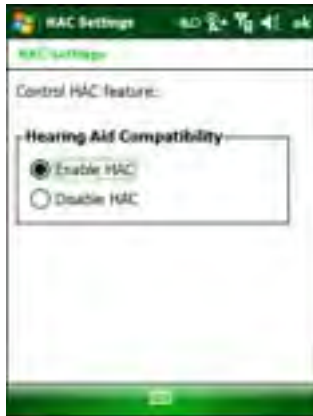 HAC Settings ok
HAC Settings
Control HAC feature:
Hearing Aid Compatibility
Enable HAC
Disable HAC